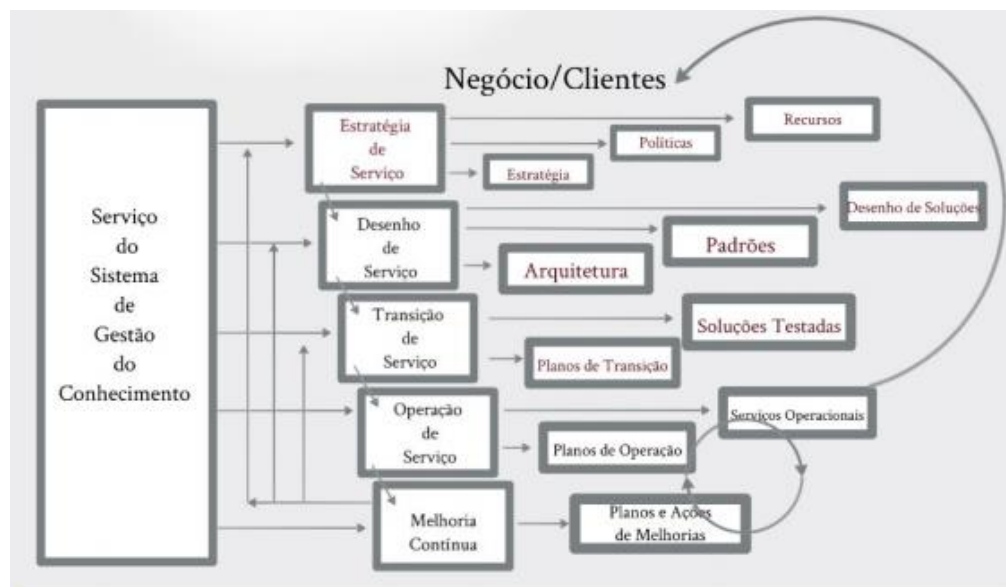 Negócio/Clientes
Serviço
do
Sistema
de
Gestão
do
Conhecimento
Estratégia
de
Serviço
Recursos
Políticas
Estratégia
Desenho
de
Serviço
Desenho de Soluções
Padrões
Arquitetura
Transição
de
Serviço
Soluções Testadas
Planos de Transição
Operação
de
Serviço
Serviços Operacionais
Planos de Operação
Melhoria
Contínua
Planos e Ações
de Melhorias